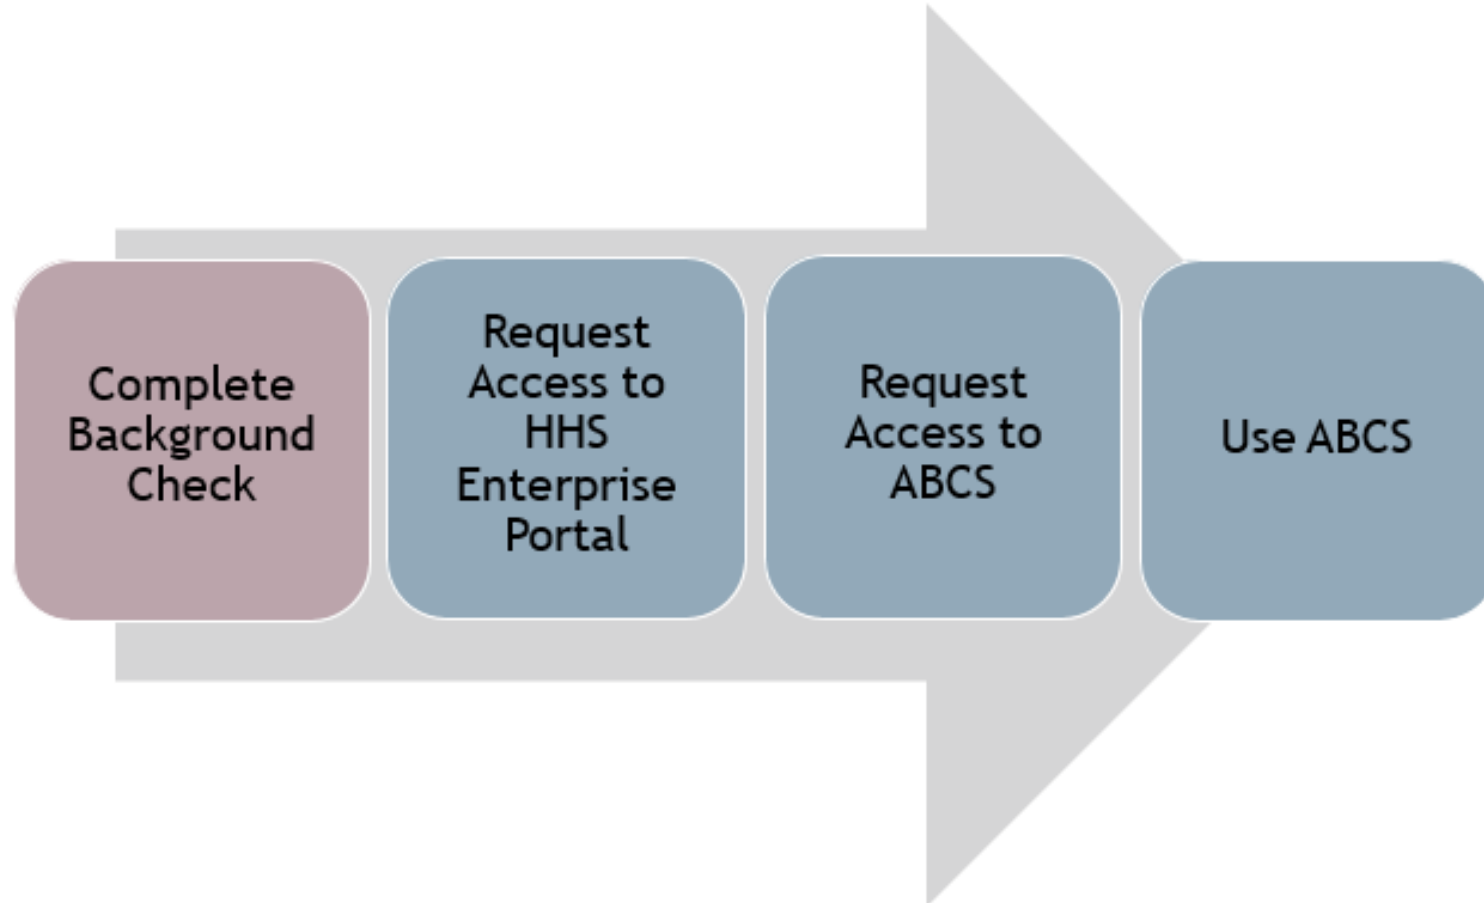 Complete
Background
Check
Request
Access to
HHS
Enterprise
Portal
Request
Access to
ABCS
Use ABCS